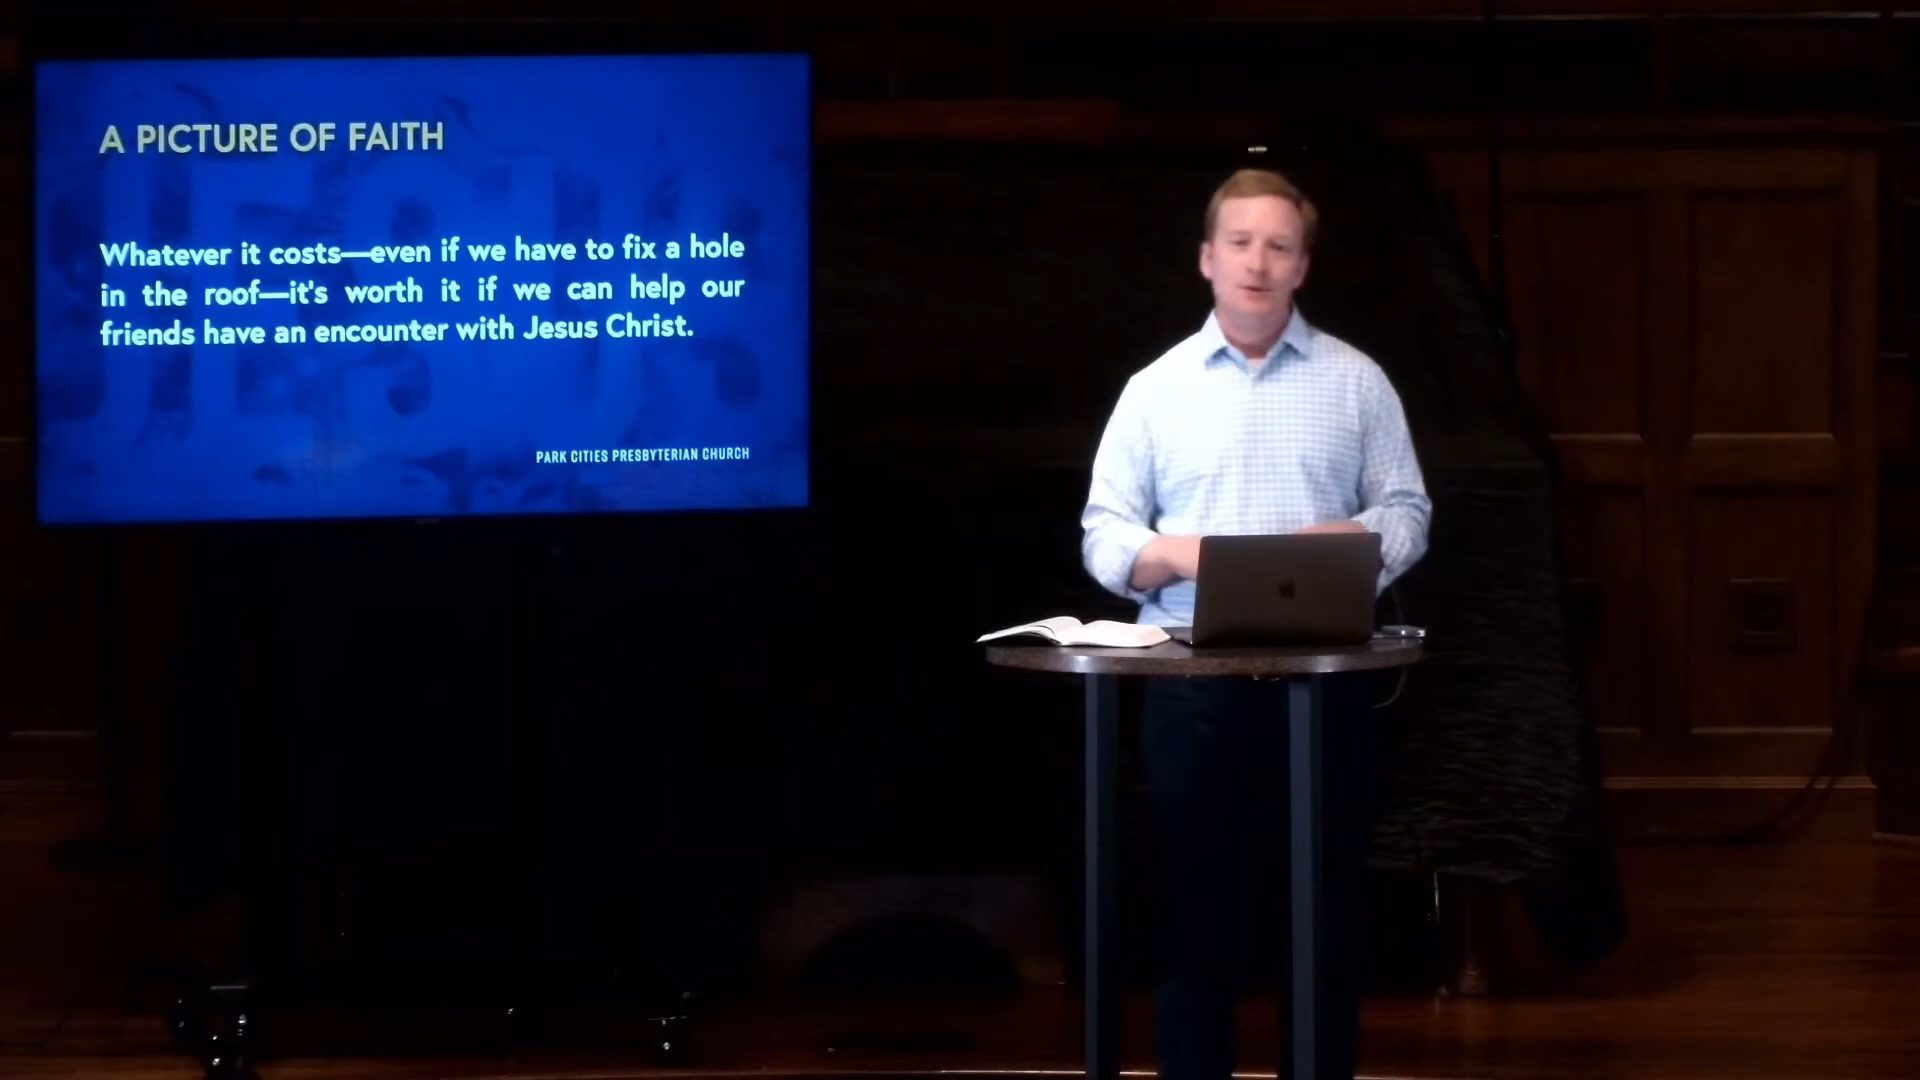 A PICTURE OF FAITH
Whatever it costs—even if we have to fix a hole
in the roof—it's worth it if we can help our
friends have an encounter with Jesus Christ.
PARK CITIES PRESBYTERIAN CHURCH
JESUS